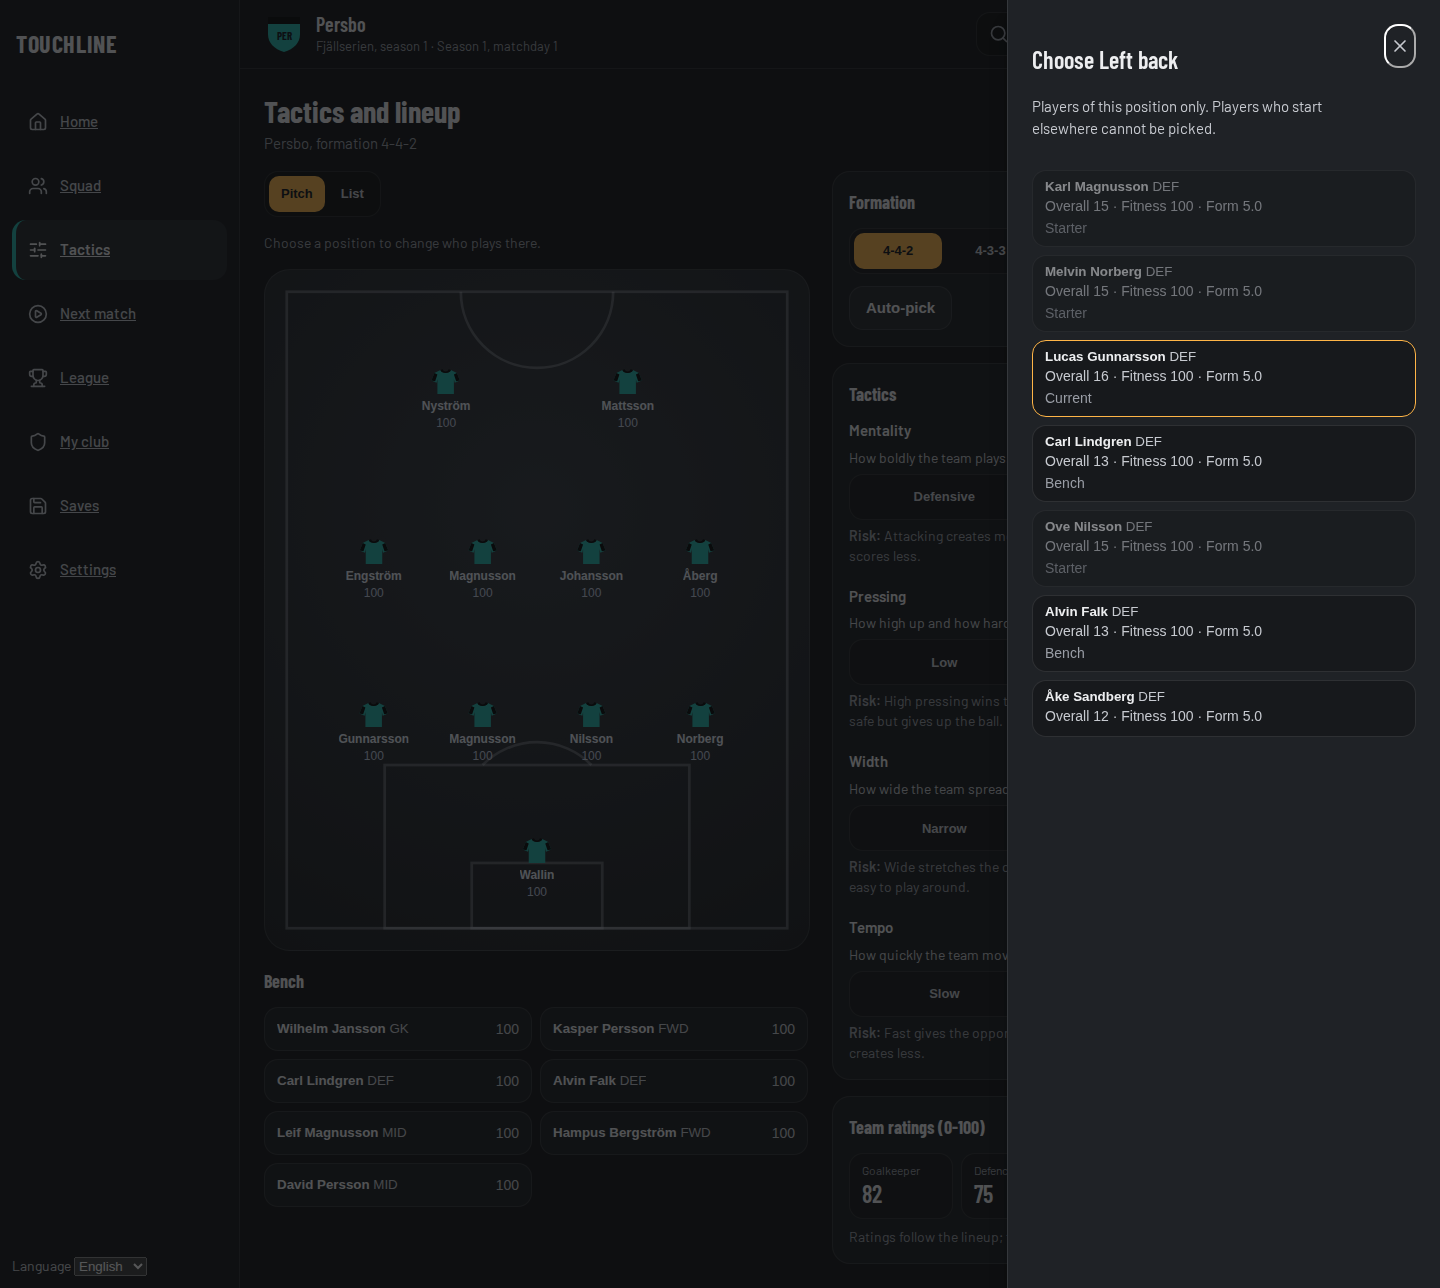 TOUCHLINE
Home
Squad
Tactics
Next match
League
My club
Saves
Settings
Language English
PER
Persbo
Fjällserien, season 1 · Season 1, matchday 1
Tactics and lineup
Persbo, formation 4-4-2
Pitch List
Choose a position to change who plays there.
Nyström Mattsson
100 100
Engström Magnusson Johansson Åberg
100 100 100 100
Gunnarsson Magnusson Nilsson Norberg
100 100 100 100
Wallin
100
Bench
Wilhelm Jansson GK 100
Kasper Persson FWD 100
Carl Lindgren DEF 100
Alvin Falk DEF 100
Leif Magnusson MID 100
Hampus Bergström FWD 100
David Persson MID 100
Formation
4-4-2 4-3-3
Auto-pick
Tactics
Mentality
How boldly the team plays
Defensive
Risk: Attacking creates m
scores less.
Pressing
How high up and how hard
Low
Risk: High pressing wins t
safe but gives up the ball.
Width
How wide the team spread
Narrow
Risk: Wide stretches the o
easy to play around.
Tempo
How quickly the team mov
Slow
Risk: Fast gives the oppor
creates less.
Team ratings (0-100)
Goalkeeper Defenc
82 75
Ratings follow the lineup;
Choose Left back
Players of this position only. Players who start
elsewhere cannot be picked.
Karl Magnusson DEF
Overall 15 · Fitness 100 · Form 5.0
Starter
Melvin Norberg DEF
Overall 15 · Fitness 100 · Form 5.0
Starter
Lucas Gunnarsson DEF
Overall 16 · Fitness 100 · Form 5.0
Current
Carl Lindgren DEF
Overall 13 · Fitness 100 · Form 5.0
Bench
Ove Nilsson DEF
Overall 15 · Fitness 100 · Form 5.0
Starter
Alvin Falk DEF
Overall 13 · Fitness 100 · Form 5.0
Bench
Åke Sandberg DEF
Overall 12 · Fitness 100 · Form 5.0